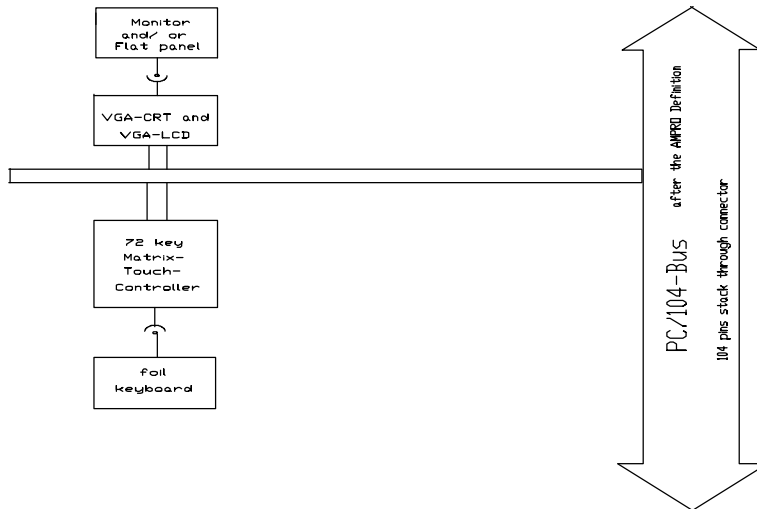 Monitor
and/ or
Flat panel
VGA-CRT and
VGA-LCD
72 key
Matrix-
Touch-
Controller
foil
keyboard
PC/104-Bus after the AMPRO Definition
104 pins stack through connector